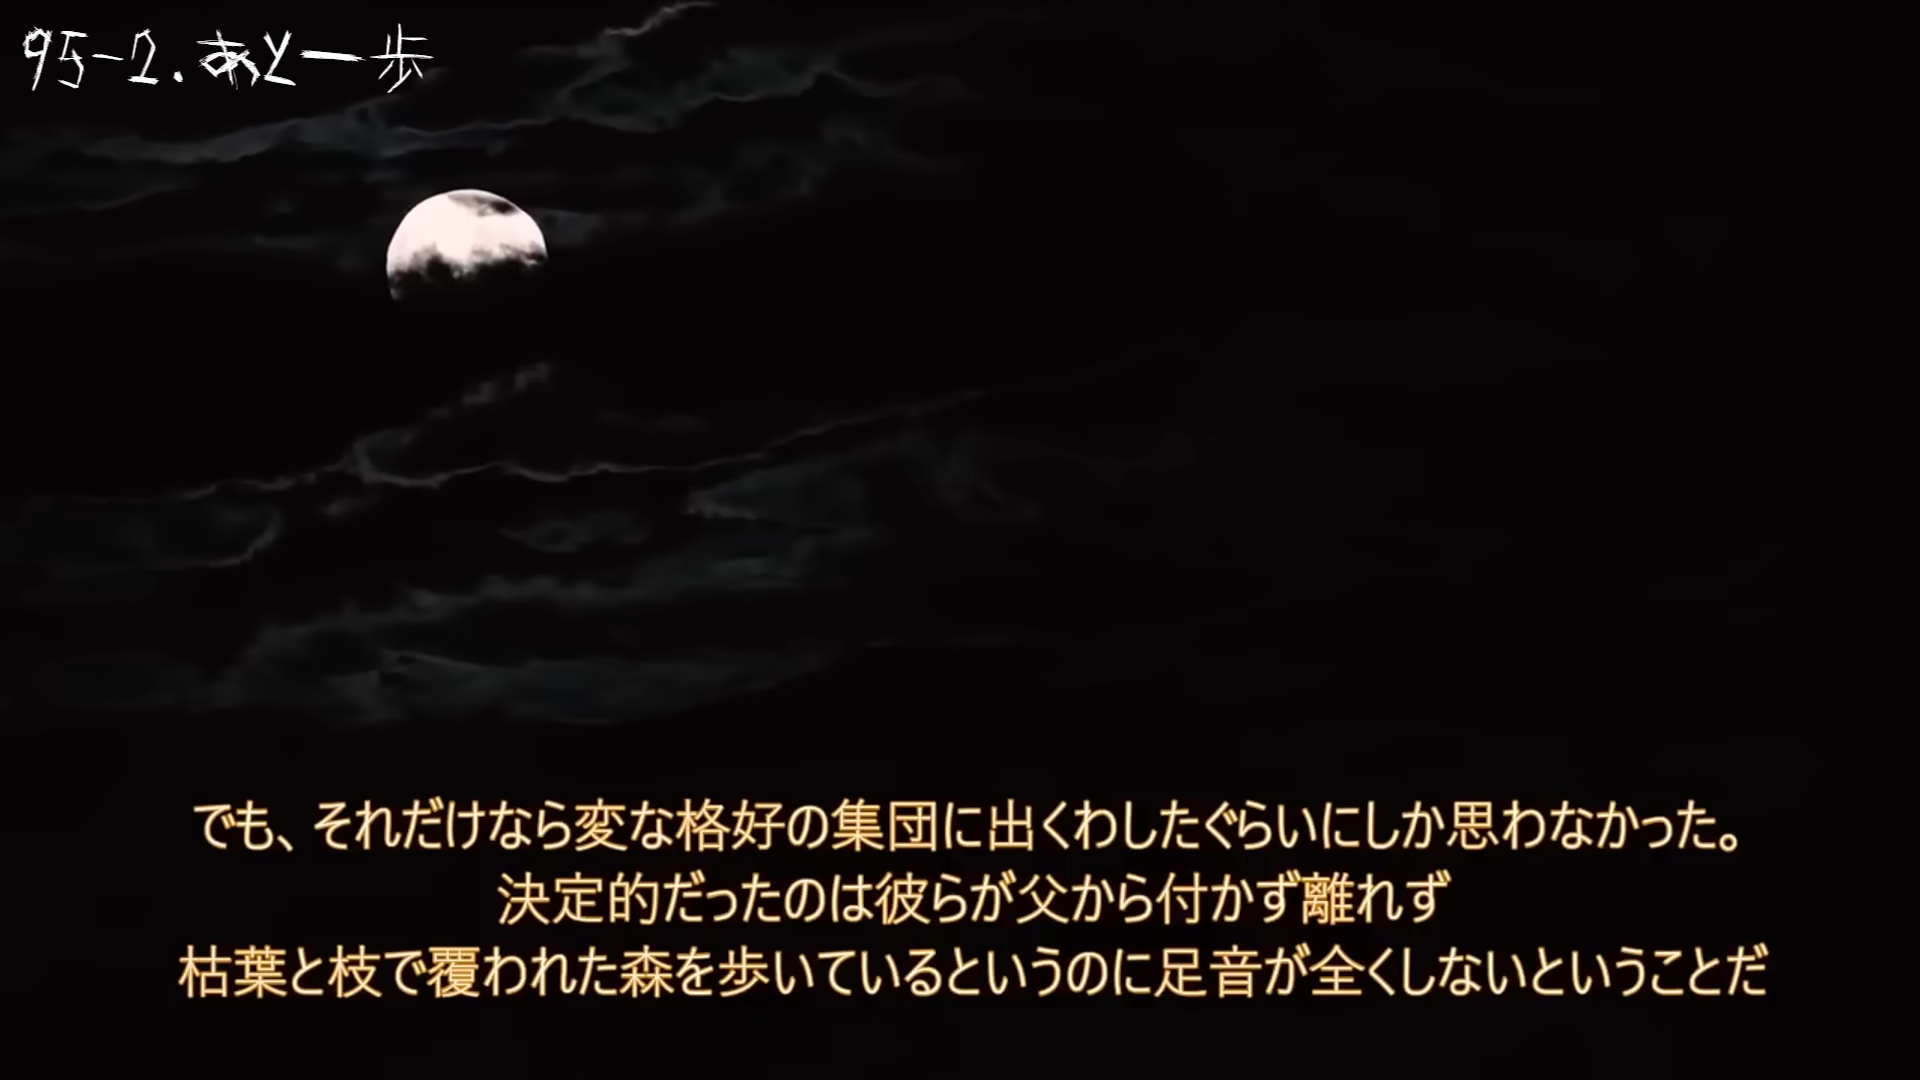 95-2.あと一歩
でも、それだけなら変な格好の集団に出くわしたぐらいにしか思わなかった。
決定的だったのは彼らが父から付かず離れず
枯葉と枝で覆われた森を歩いているというのに足音が全くしないということだ